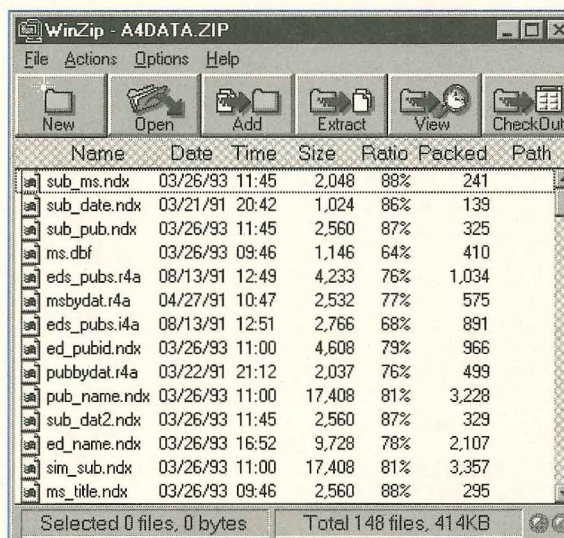 WinZip - A4DATA.ZIP
File Actions Options Help
New Open Add Extract View CheckOut
Name Date Time Size Ratio Packed Path
sub_ms.ndx 03/26/93 11:45 2,048 88% 241
sub_date.ndx 03/21/91 20:42 1,024 86% 139
sub_pub.ndx 03/26/93 11:45 2,560 87% 325
ms.dbf 03/26/93 09:46 1,146 64% 410
eds_pubs.r4a 08/13/91 12:49 4,233 76% 1,034
msbydat.r4a 04/27/91 10:47 2,532 77% 575
eds_pubs.i4a 08/13/91 12:51 2,766 68% 891
ed_pubid.ndx 03/26/93 11:00 4,608 79% 966
pubbydat.r4a 03/22/91 21:12 2,037 76% 499
pub_name.ndx 03/26/93 11:00 17,408 81% 3,228
sub_dat2.ndx 03/26/93 11:45 2,560 87% 329
ed_name.ndx 03/26/93 16:52 9,728 78% 2,107
sim_sub.ndx 03/26/93 11:00 17,408 81% 3,357
ms_title.ndx 03/26/93 09:46 2,560 88% 295
Selected 0 files, 0 bytes Total 148 files, 414KB